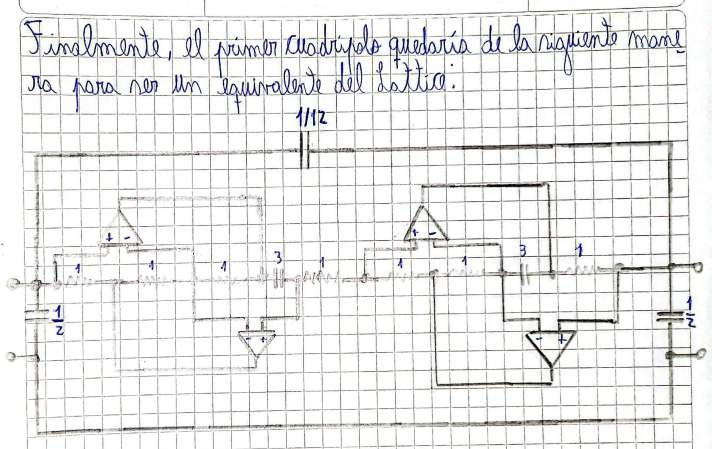 Finalmente, el primer cuadripolo quedaría de la siguiente mane-
ra para ser un equivalente del Lattice:
1/12
+ - + -
1 1 1 3 1 1 1 3 1
1/2 - + - + 1/2